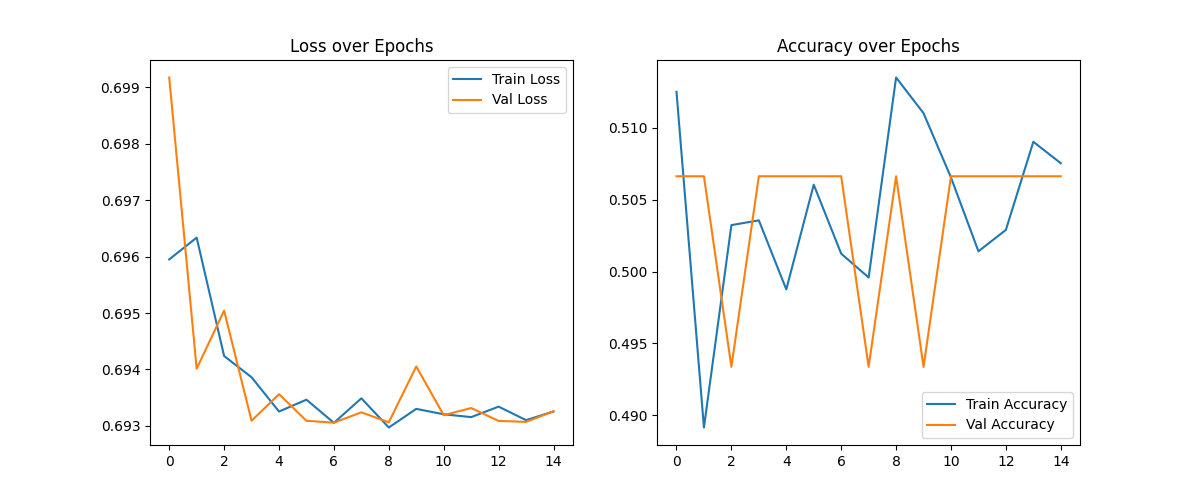 Loss over Epochs
0.699
0.698
0.697
0.696
0.695
0.694
0.693
0 2 4 6 8 10 12 14
Train Loss
Val Loss
Accuracy over Epochs
0.510
0.505
0.500
0.495
0.490
0 2 4 6 8 10 12 14
Train Accuracy
Val Accuracy